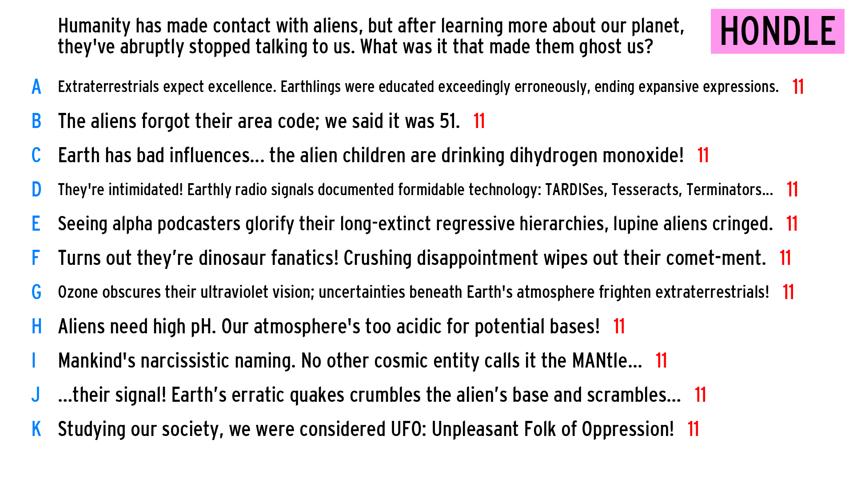 Humanity has made contact with aliens, but after learning more about our planet,
they've abruptly stopped talking to us. What was it that made them ghost us?
HONDLE
A Extraterrestrials expect excellence. Earthlings were educated exceedingly erroneously, ending expansive expressions. 11
B The aliens forgot their area code; we said it was 51. 11
C Earth has bad influences... the alien children are drinking dihydrogen monoxide! 11
D They're intimidated! Earthly radio signals documented formidable technology: TARDISes, Tesseracts, Terminators... 11
E Seeing alpha podcasters glorify their long-extinct regressive hierarchies, lupine aliens cringed. 11
F Turns out they’re dinosaur fanatics! Crushing disappointment wipes out their comet-ment. 11
G Ozone obscures their ultraviolet vision; uncertainties beneath Earth's atmosphere frighten extraterrestrials! 11
H Aliens need high pH. Our atmosphere's too acidic for potential bases! 11
I Mankind's narcissistic naming. No other cosmic entity calls it the MANtle... 11
J ...their signal! Earth’s erratic quakes crumbles the alien’s base and scrambles... 11
K Studying our society, we were considered UFO: Unpleasant Folk of Oppression! 11